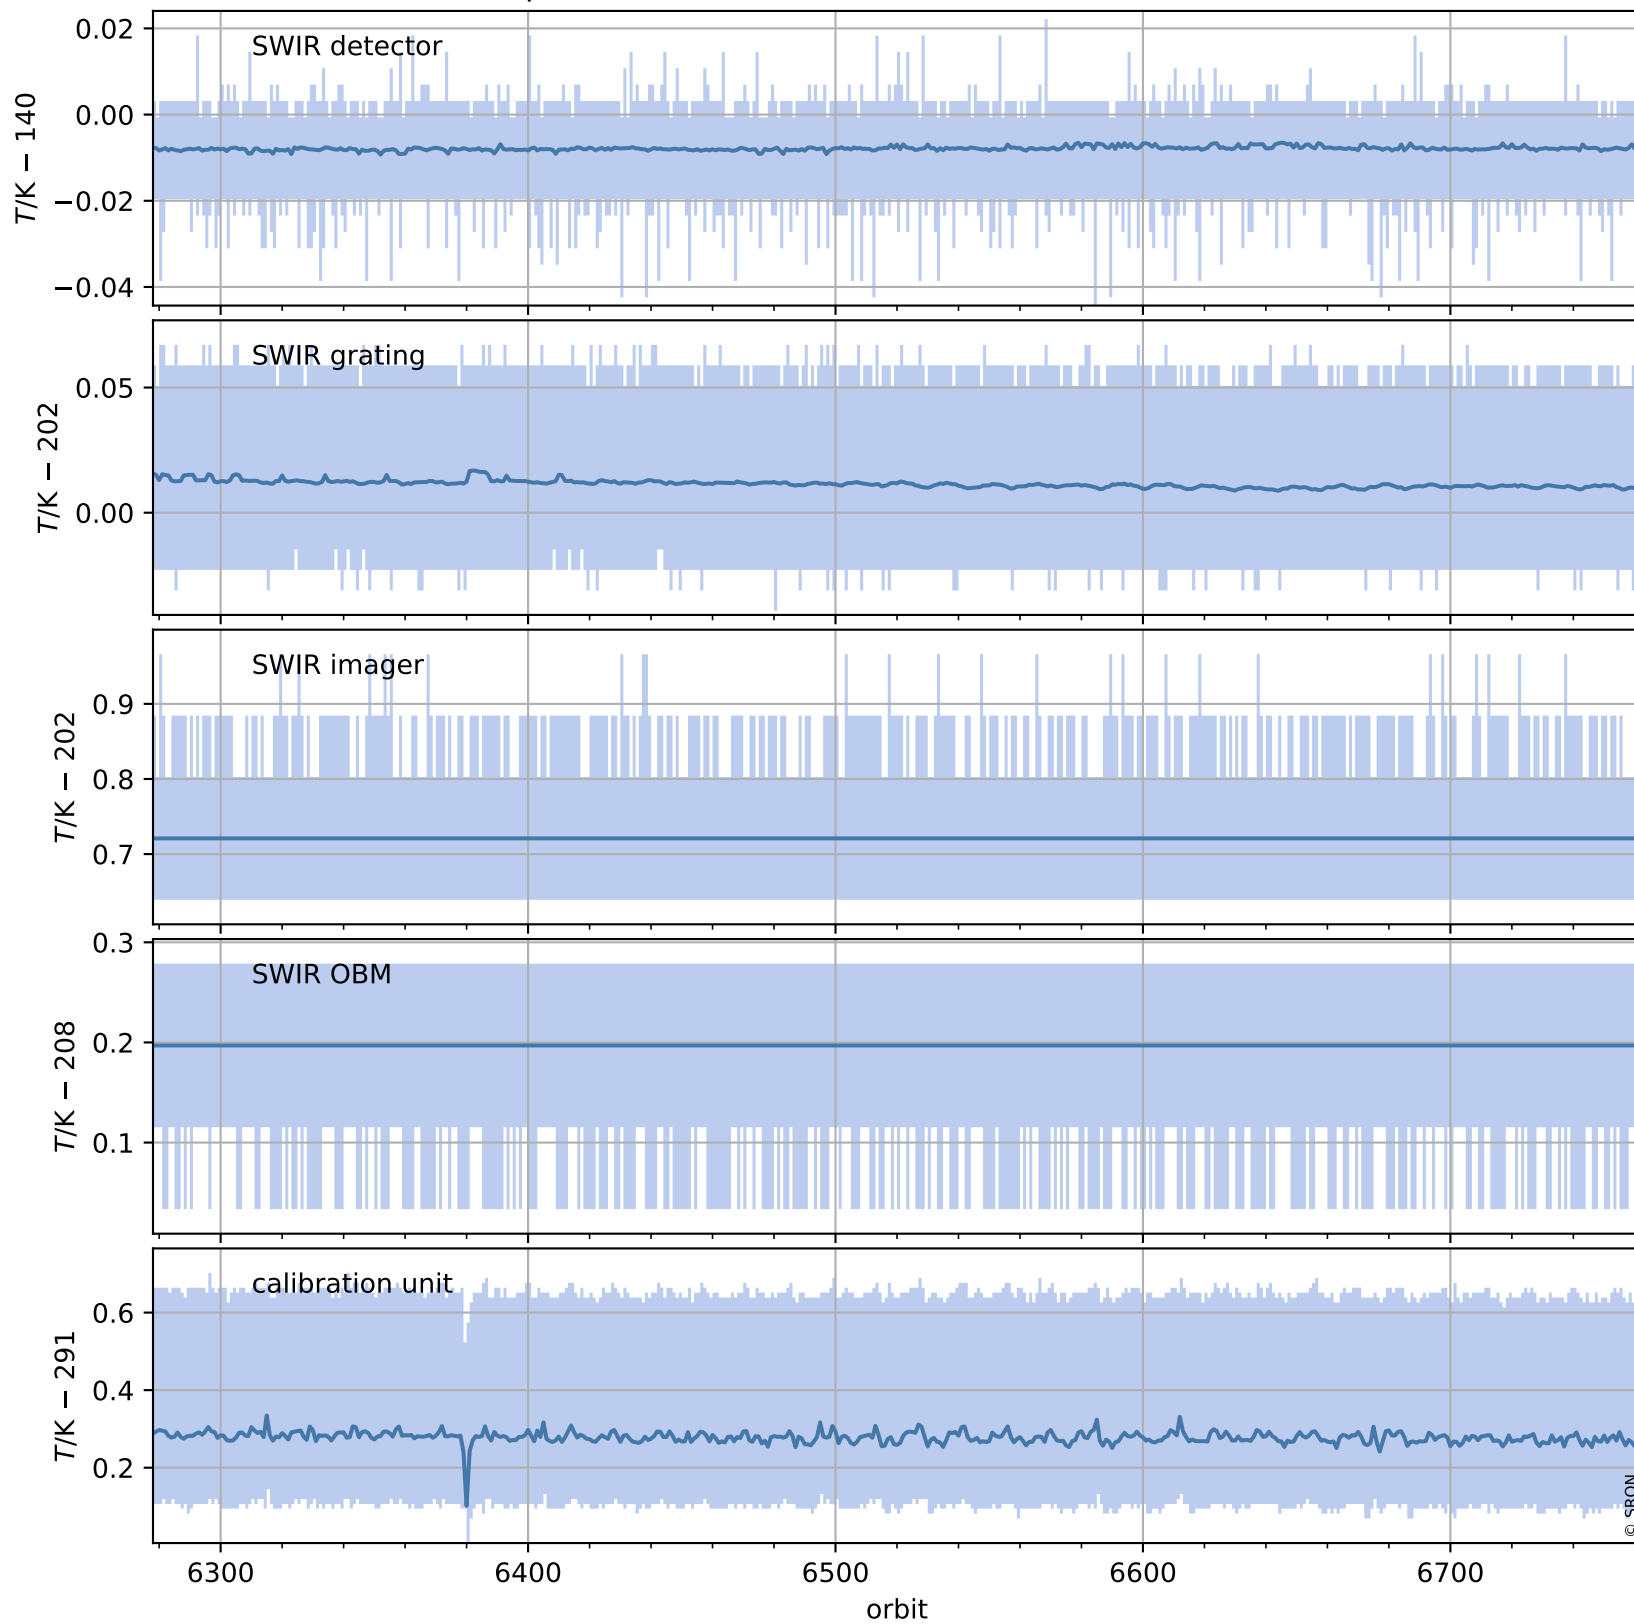 0.02
SWIR detector
0.00
−0.02
−0.04
T/K − 140
SWIR grating
0.05
0.00
T/K − 202
SWIR imager
0.9
0.8
0.7
T/K − 202
0.3
SWIR OBM
0.2
0.1
T/K − 208
calibration unit
0.6
0.4
0.2
T/K − 291
© SRON
6300 6400 6500 6600 6700
orbit